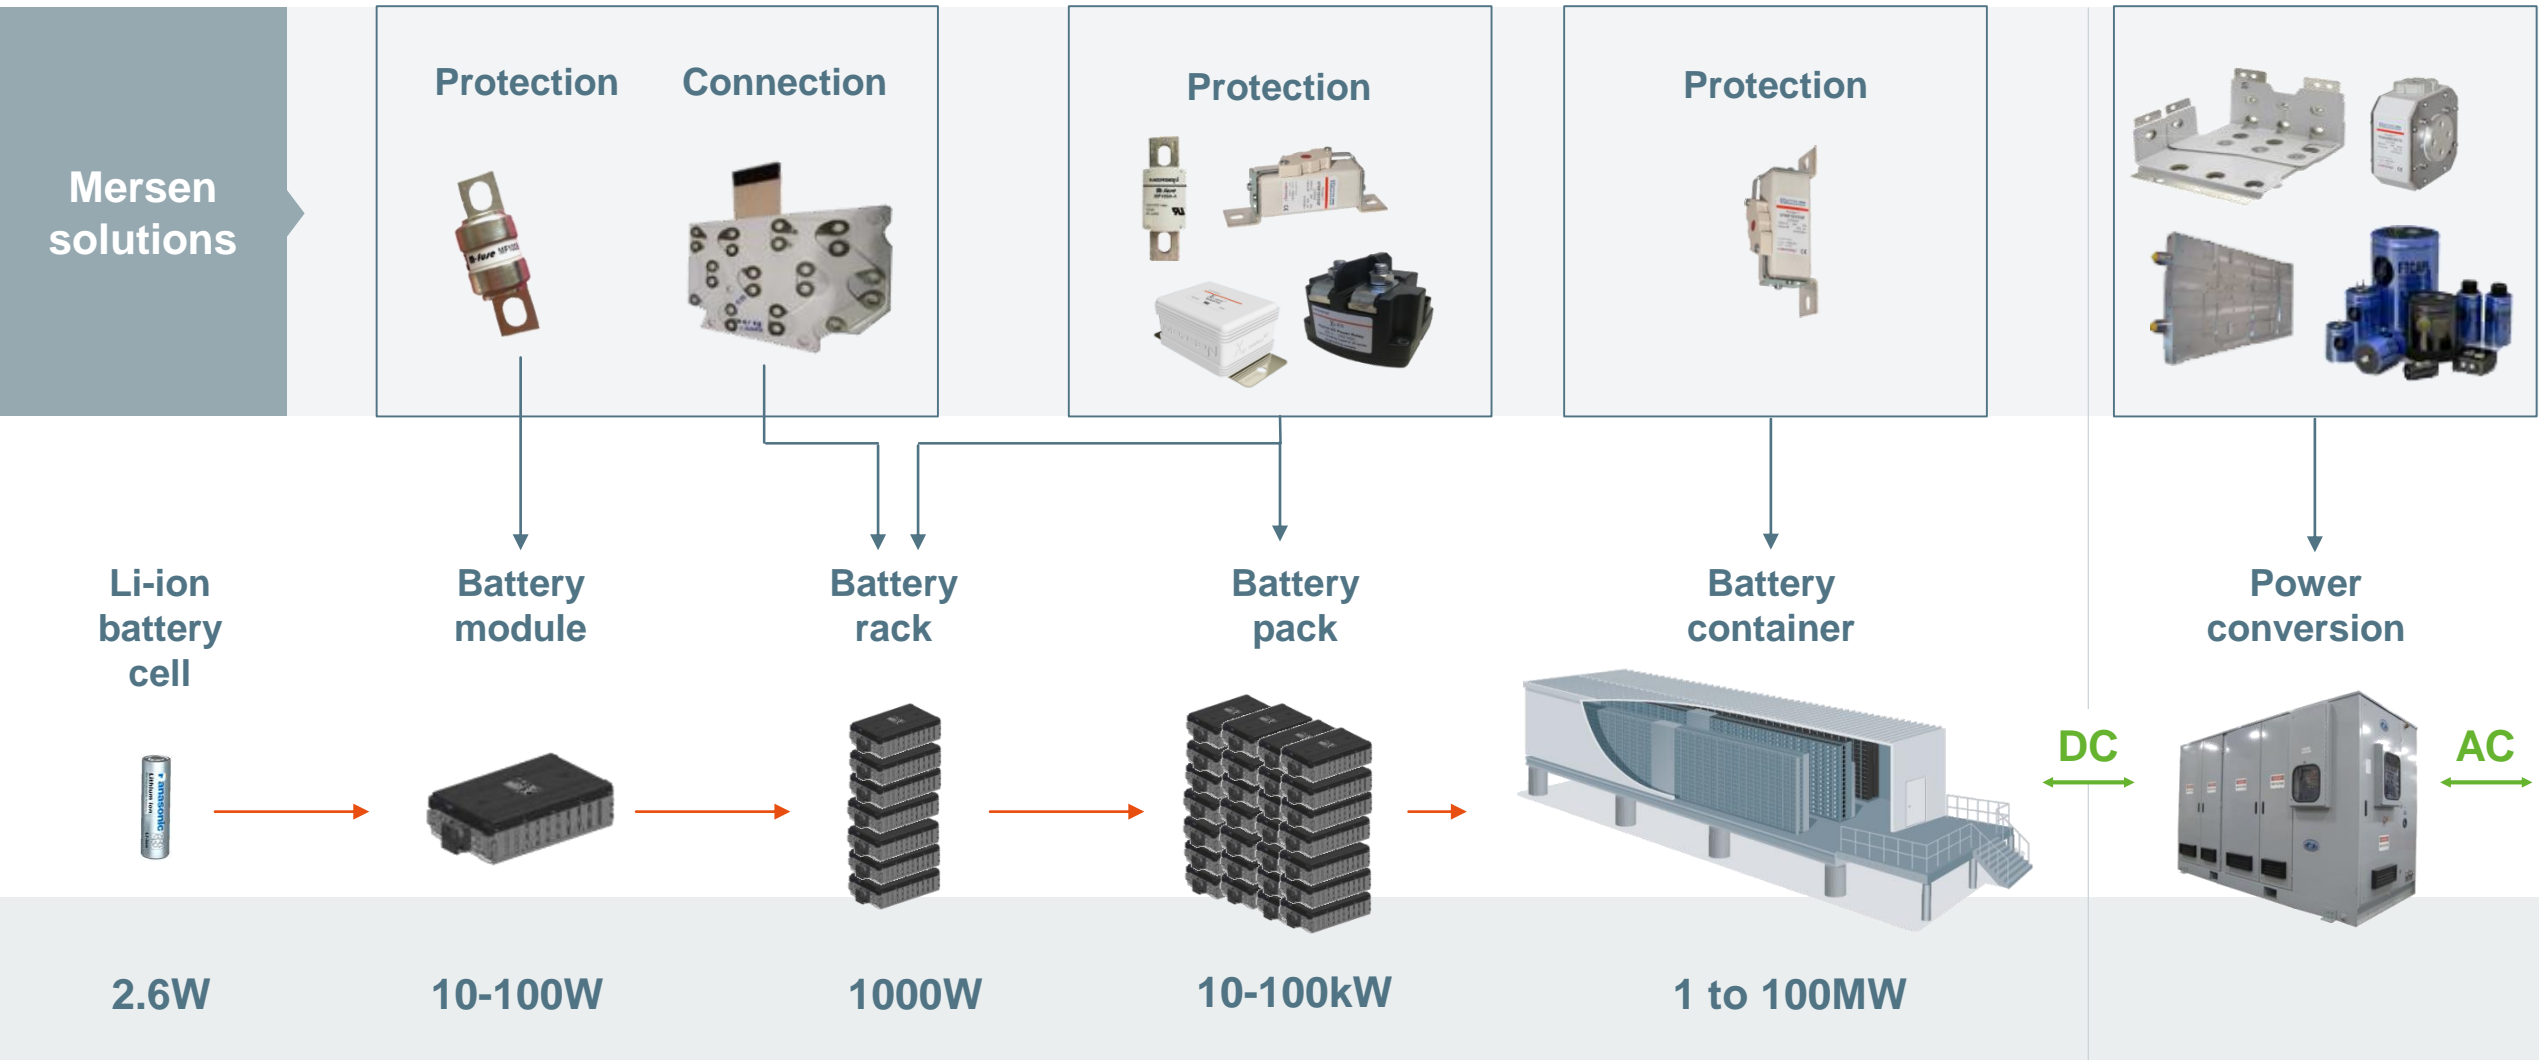 Mersen
solutions
Protection
Connection
Protection
Protection
Li-ion
battery
cell
Battery
module
Battery
rack
Battery
pack
Battery
container
Power
conversion
DC
AC
2.6W
10-100W
1000W
10-100kW
1 to 100MW